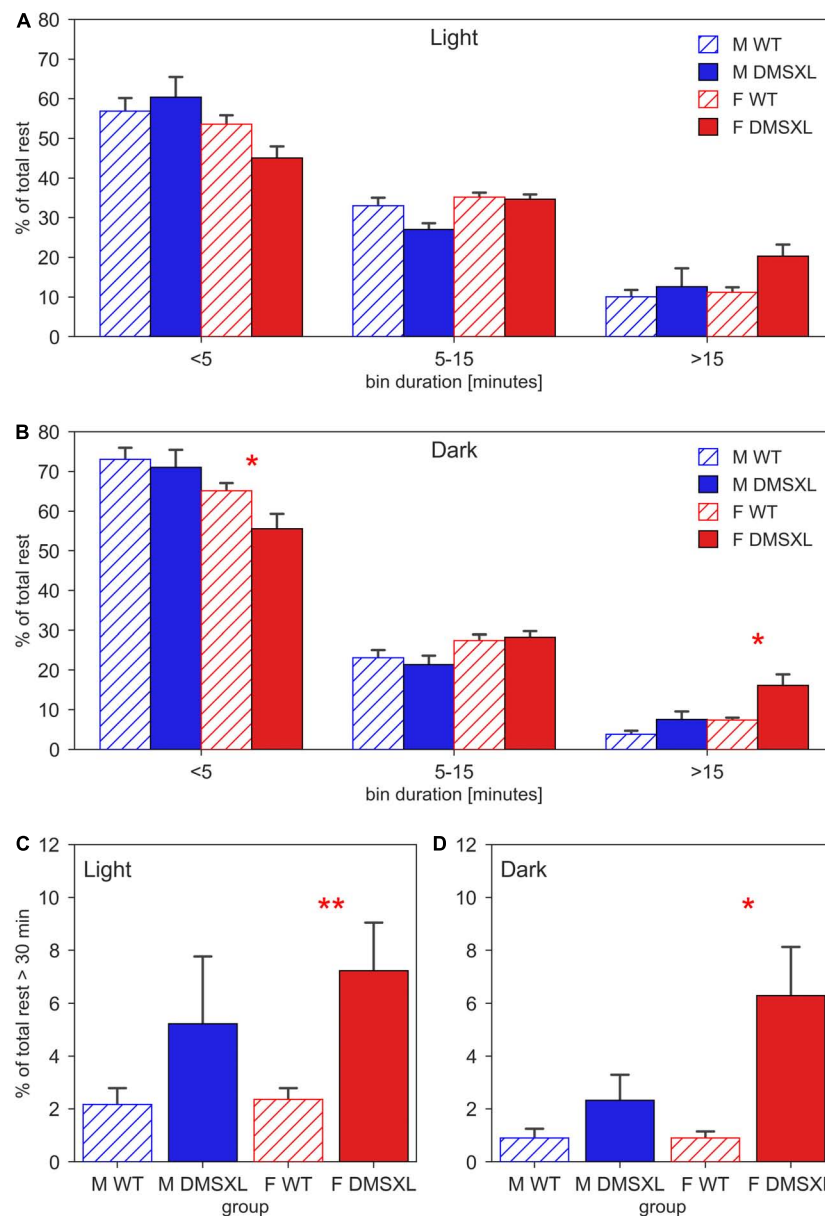 A
Light
M WT
M DMSXL
F WT
F DMSXL
% of total rest
80
70
60
50
40
30
20
10
0
<5
5-15
>15
bin duration [minutes]
B
Dark
*
*
M WT
M DMSXL
F WT
F DMSXL
% of total rest
80
70
60
50
40
30
20
10
0
<5
5-15
>15
bin duration [minutes]
C
Light
**
% of total rest > 30 min
12
10
8
6
4
2
0
M WT
M DMSXL
F WT
F DMSXL
group
D
Dark
*
12
10
8
6
4
2
0
M WT
M DMSXL
F WT
F DMSXL
group